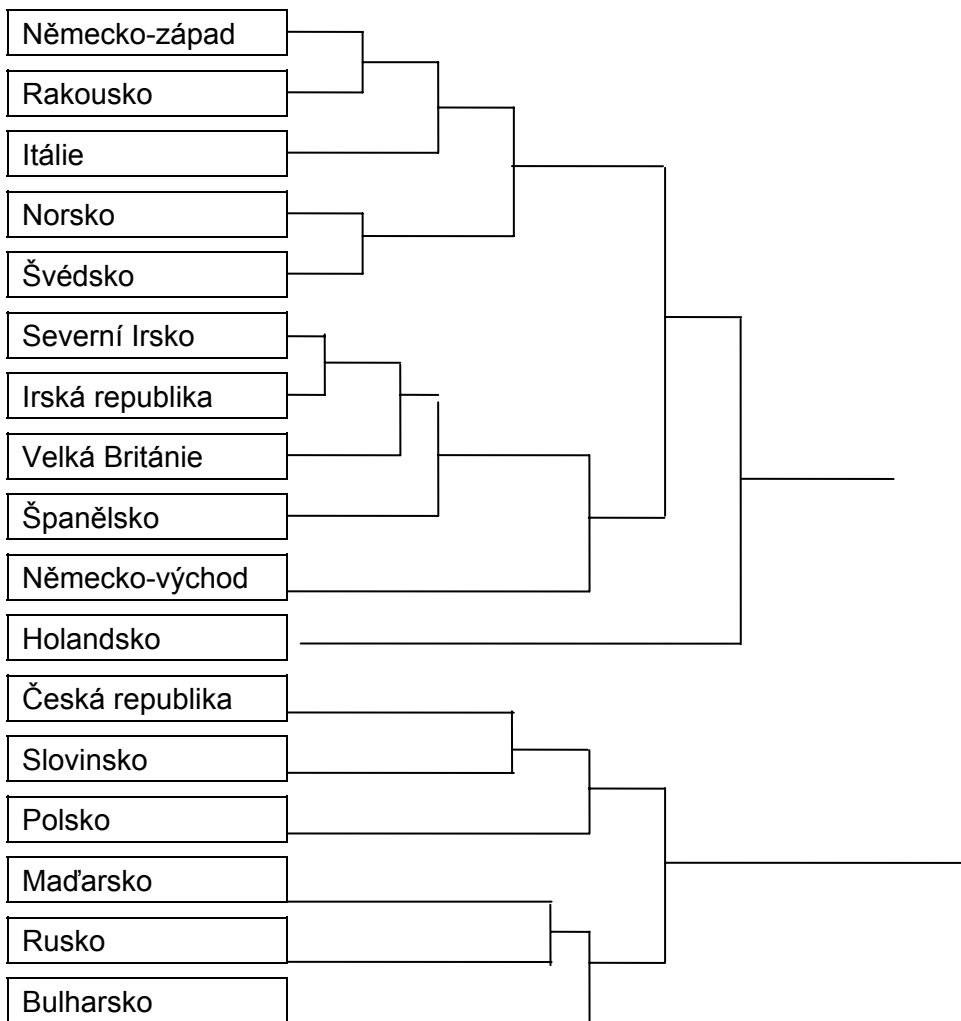 Německo-západ
Rakousko
Itálie
Norsko
Švédsko
Severní Irsko
Irská republika
Velká Británie
Španělsko
Německo-východ
Holandsko
Česká republika
Slovinsko
Polsko
Maďarsko
Rusko
Bulharsko